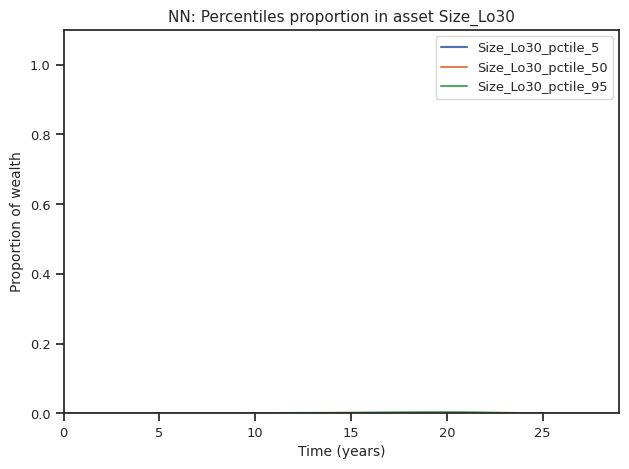 NN: Percentiles proportion in asset Size_Lo30
Size_Lo30_pctile_5
Size_Lo30_pctile_50
Size_Lo30_pctile_95
Proportion of wealth
1.0
0.8
0.6
0.4
0.2
0.0
0 5 10 15 20 25
Time (years)